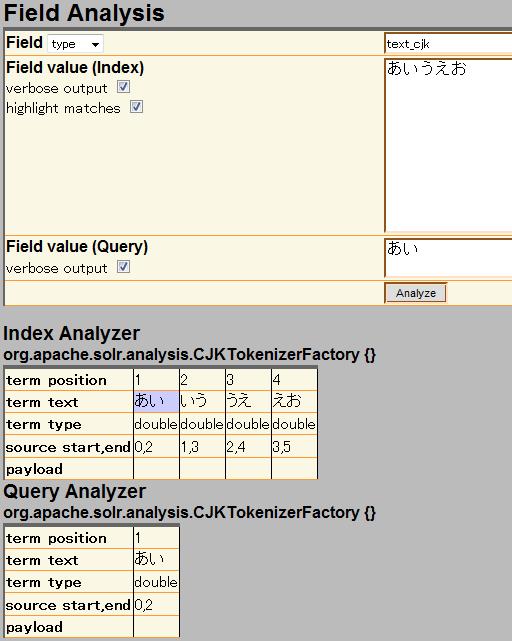 Field Analysis
Field type text_cjk
Field value (Index) あいうえお
verbose output
highlight matches
Field value (Query) あい
verbose output
Analyze
Index Analyzer
org.apache.solr.analysis.CJKTokenizerFactory {}
term position 1 2 3 4
term text あい いう うえ えお
term type double double double double
source start,end 0,2 1,3 2,4 3,5
payload
Query Analyzer
org.apache.solr.analysis.CJKTokenizerFactory {}
term position 1
term text あい
term type double
source start,end 0,2
payload